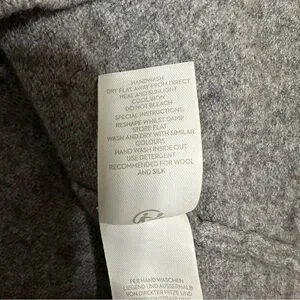 HANDWASH
DRY FLAT AWAY FROM DIRECT
HEAT AND SUNLIGHT
COOL IRON
DO NOT BLEACH
SPECIAL INSTRUCTIONS:
RESHAPE WHILST DAMP
STORE FLAT
WASH AND DRY WITH SIMILAR
COLOURS
HAND WASH INSIDE OUT
USE DETERGENT
RECOMMENDED FOR WOOL
AND SILK
PER HAND WASCHEN
LIEGEND UND AUSSERHALB
VON DIREKTER HITZE UND